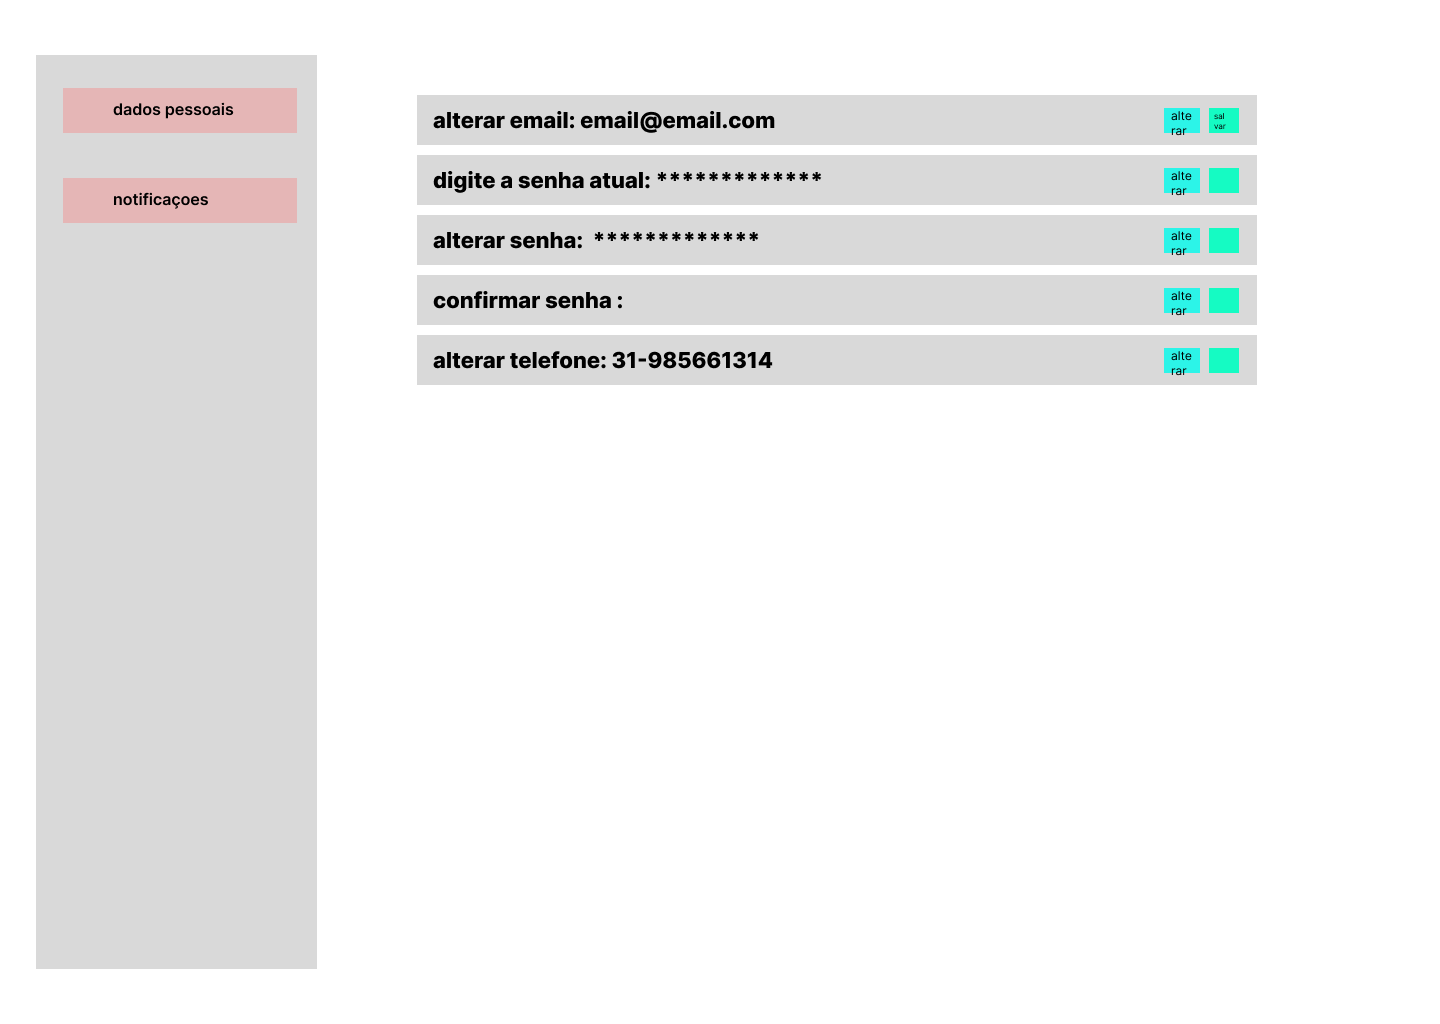 dados pessoais
notificaçoes
alterar email: email@email.com
alte
rar
sal
var
digite a senha atual: *************
alte
rar
alterar senha:  *************
alte
rar
confirmar senha :
alte
rar
alterar telefone: 31-985661314
alte
rar